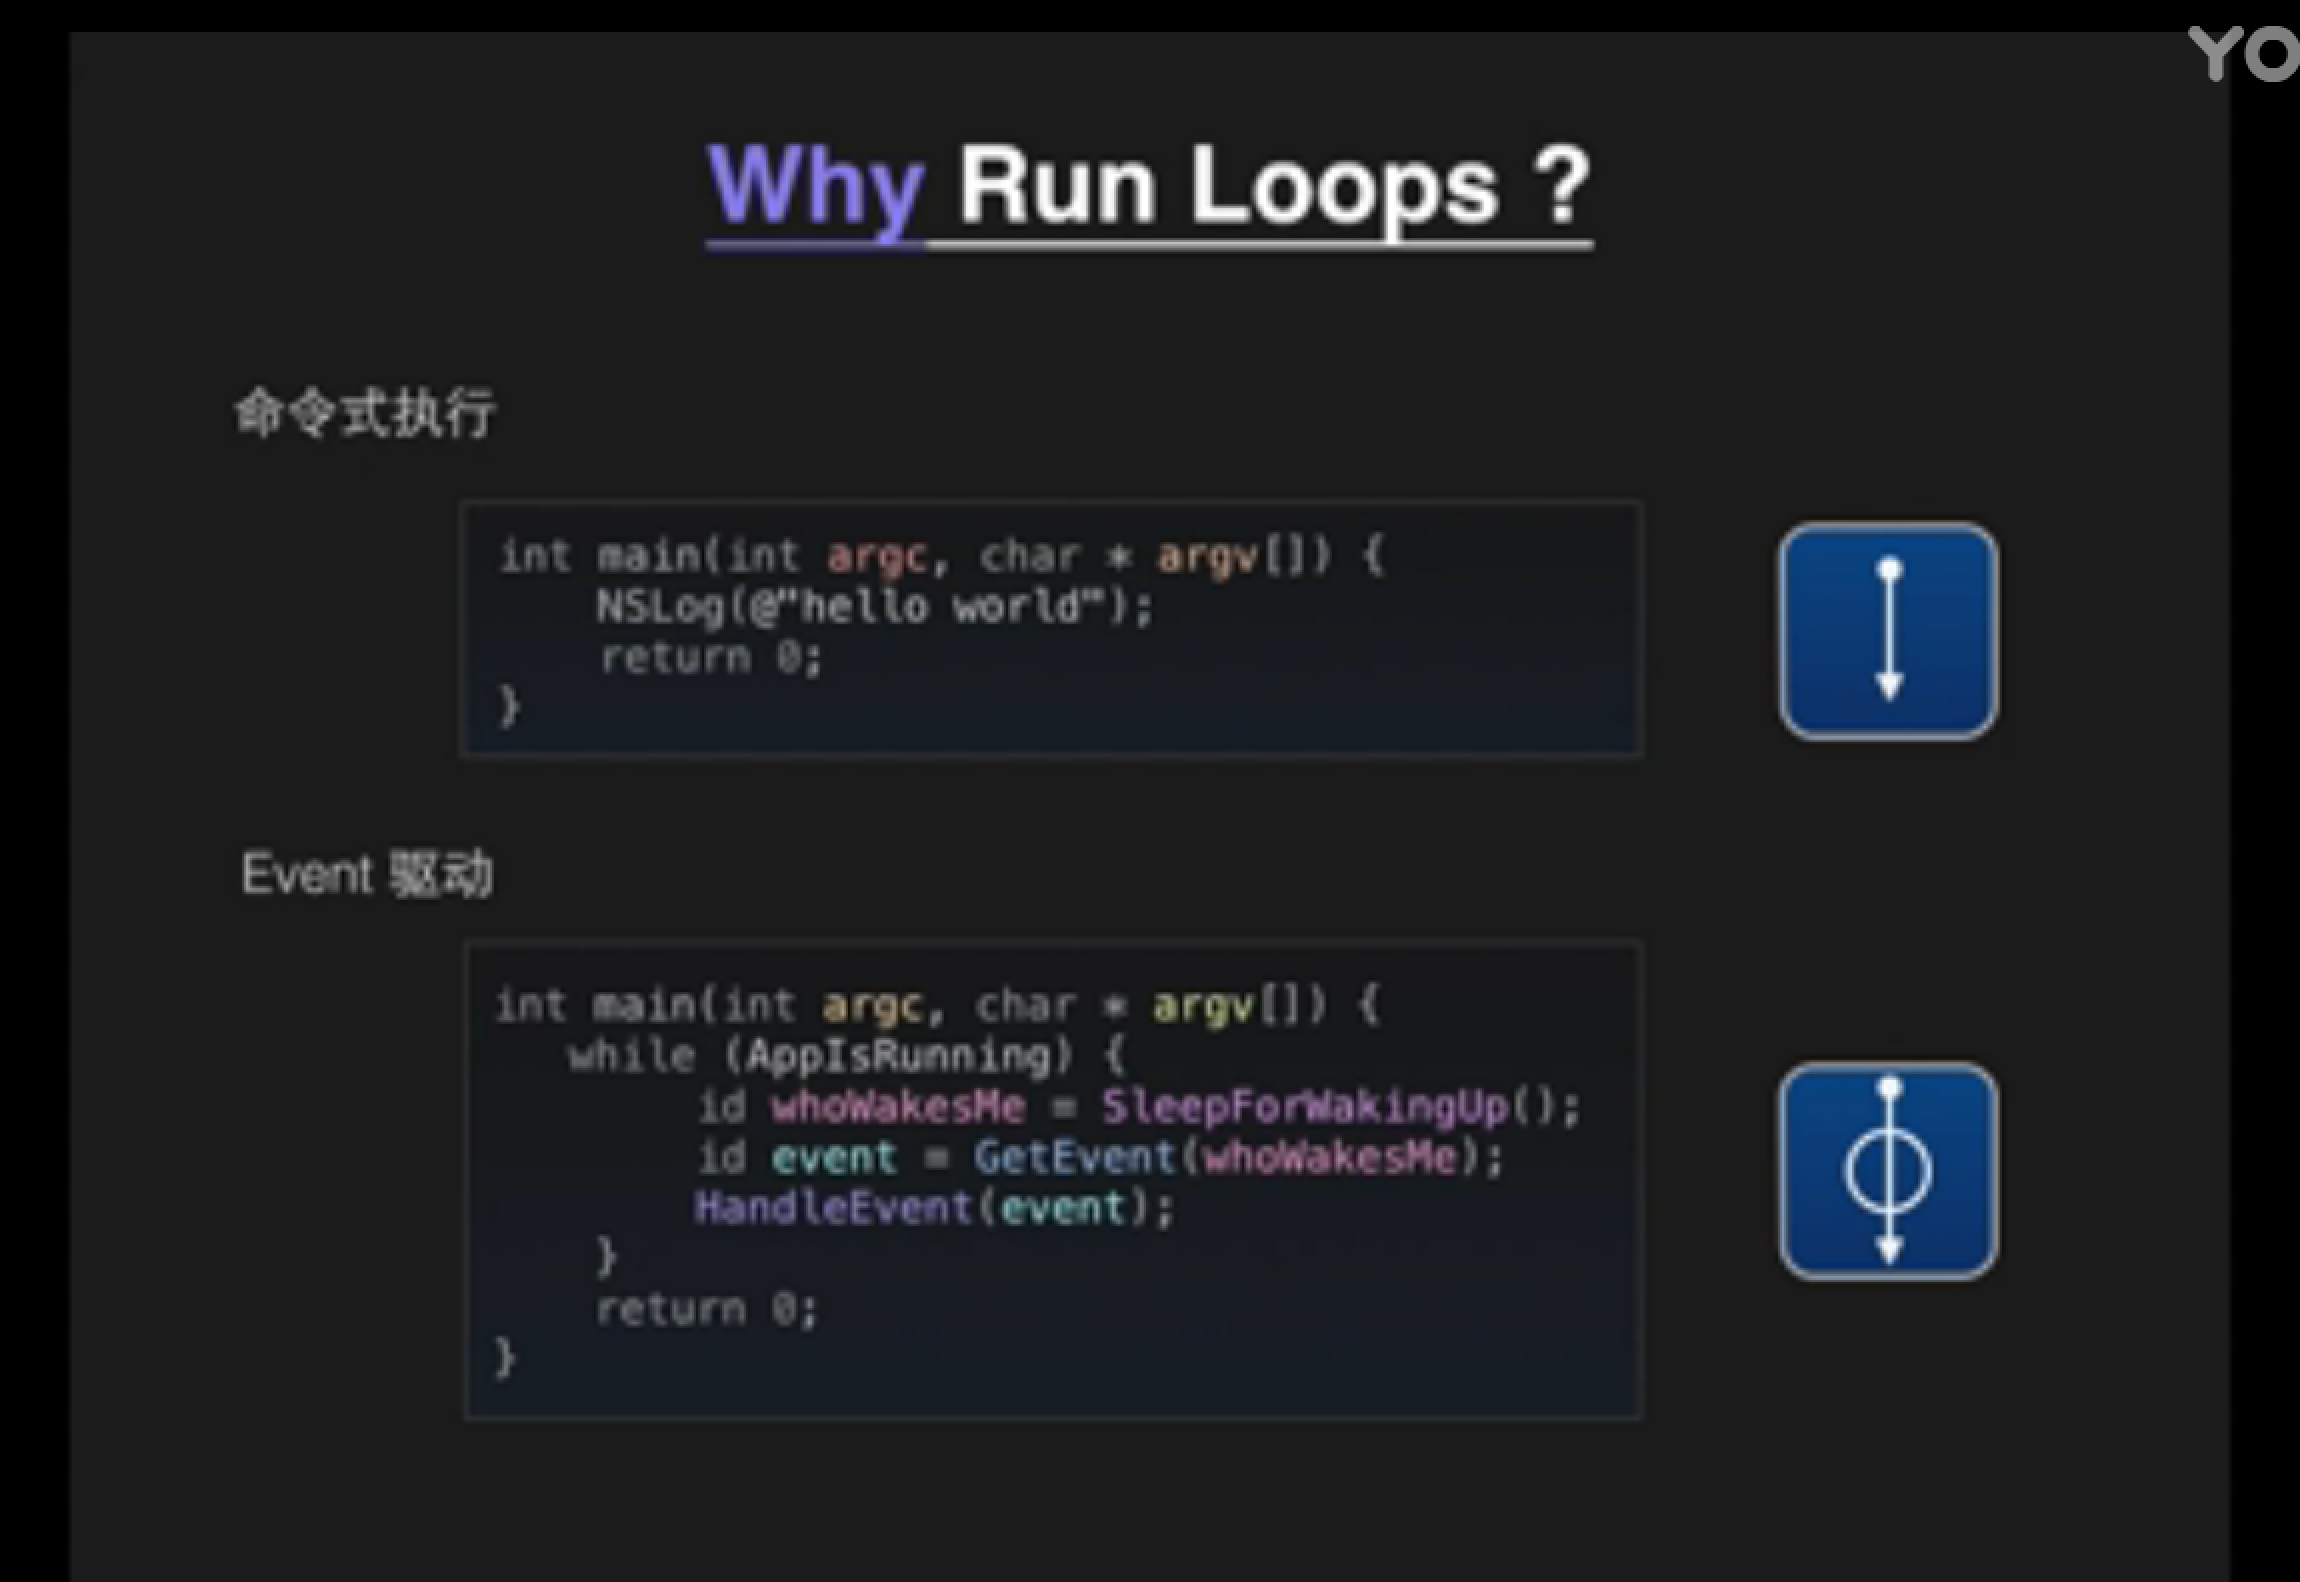 YO
Why Run Loops ?
命令式执行
int main(int argc, char * argv[]) {
    NSLog(@"hello world");
    return 0;
}
Event 驱动
int main(int argc, char * argv[]) {
   while (AppIsRunning) {
        id whoWakesMe = SleepForWakingUp();
        id event = GetEvent(whoWakesMe);
        HandleEvent(event);
    }
    return 0;
}